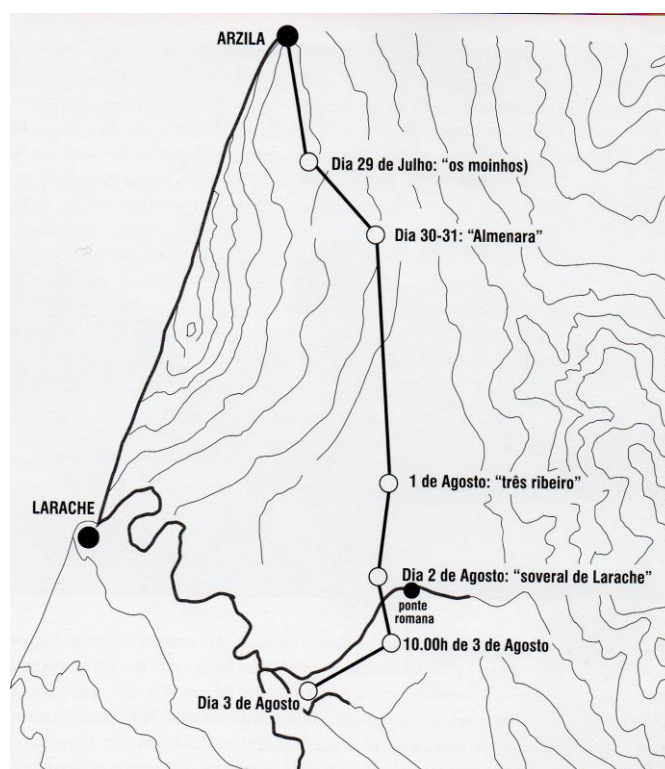 ARZILA
Dia 29 de Julho: “os moinhos)
Dia 30-31: “Almenara”
1 de Agosto: “três ribeiro”
LARACHE
Dia 2 de Agosto: “soveral de Larache”
ponte
romana
10.00h de 3 de Agosto
Dia 3 de Agosto